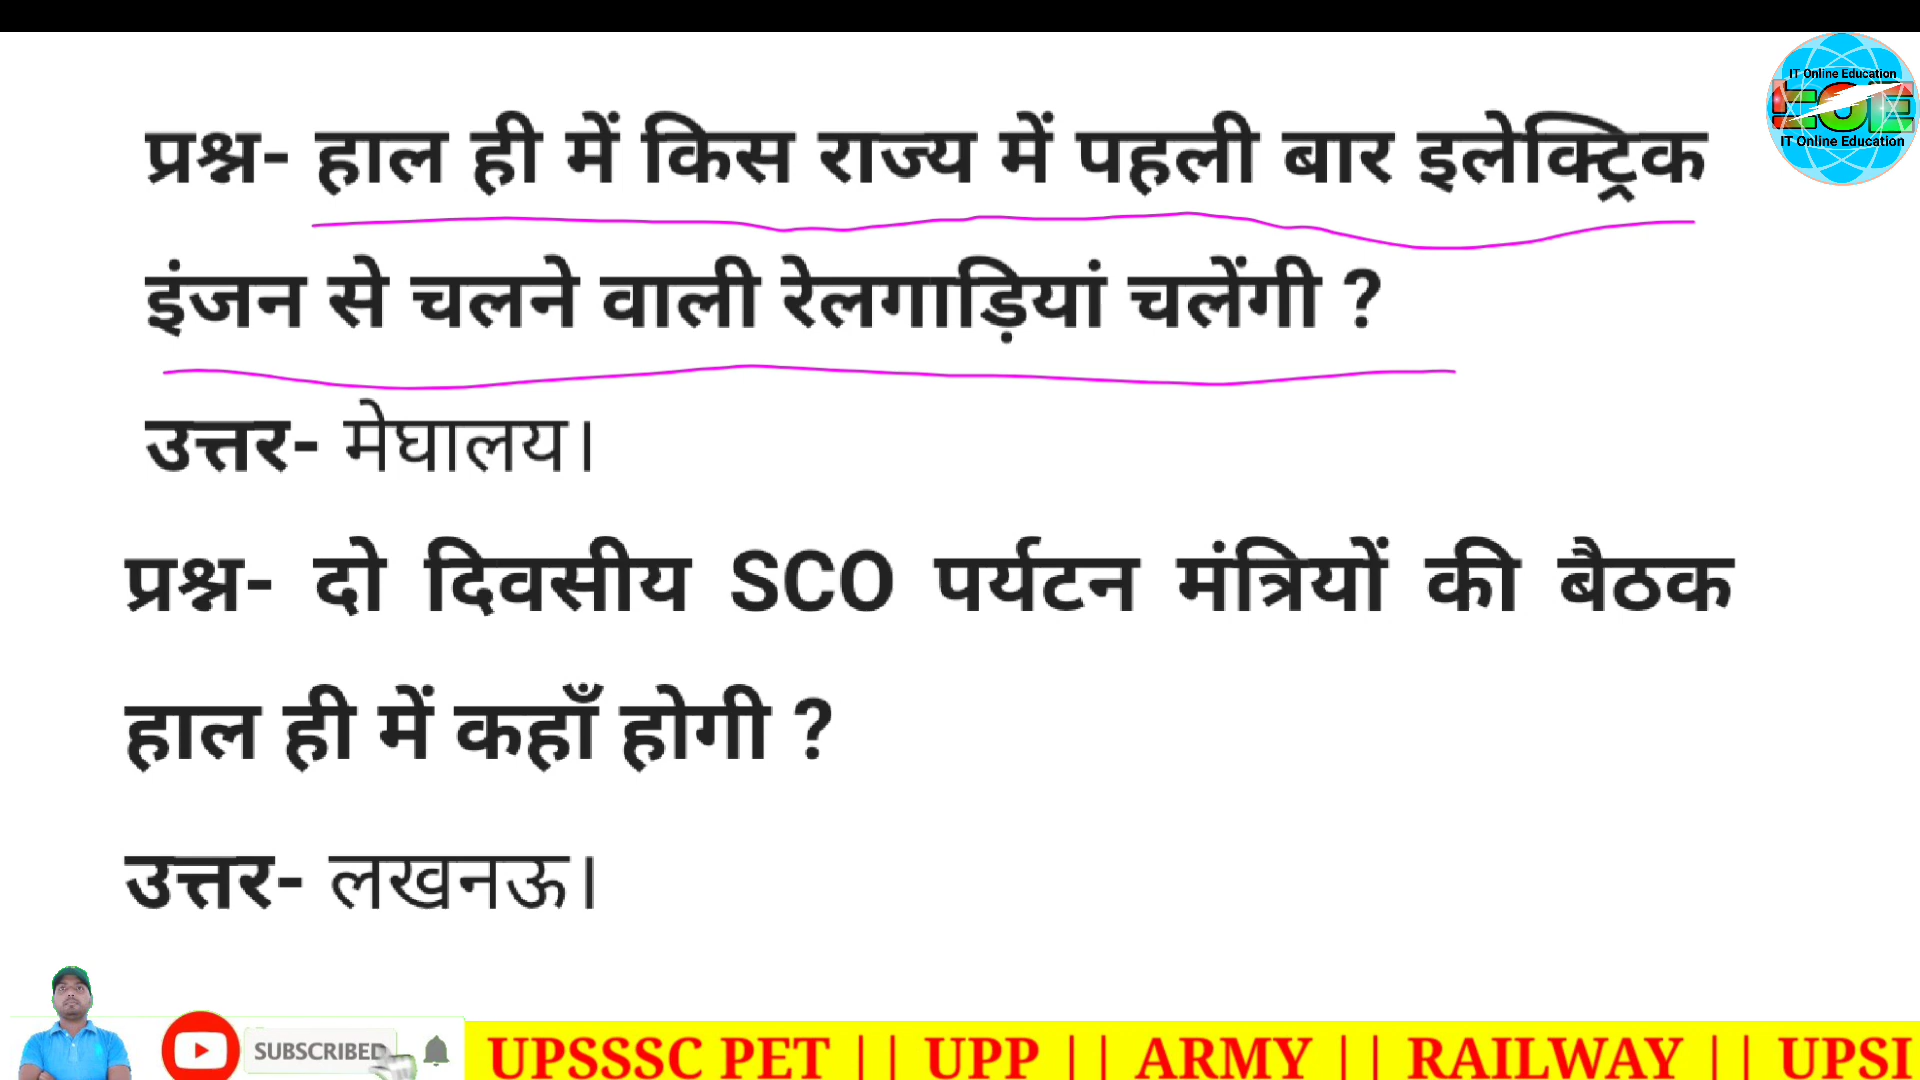 IT Online Education
EOE
IT Online Education
प्रश्न- हाल ही में किस राज्य में पहली बार इलेक्ट्रिक
इंजन से चलने वाली रेलगाड़ियां चलेंगी ?
उत्तर- मेघालय।
प्रश्न- दो दिवसीय SCO पर्यटन मंत्रियों की बैठक
हाल ही में कहाँ होगी ?
उत्तर- लखनऊ।
SUBSCRIBED
UPSSSC PET || UPP || ARMY || RAILWAY || UPSI